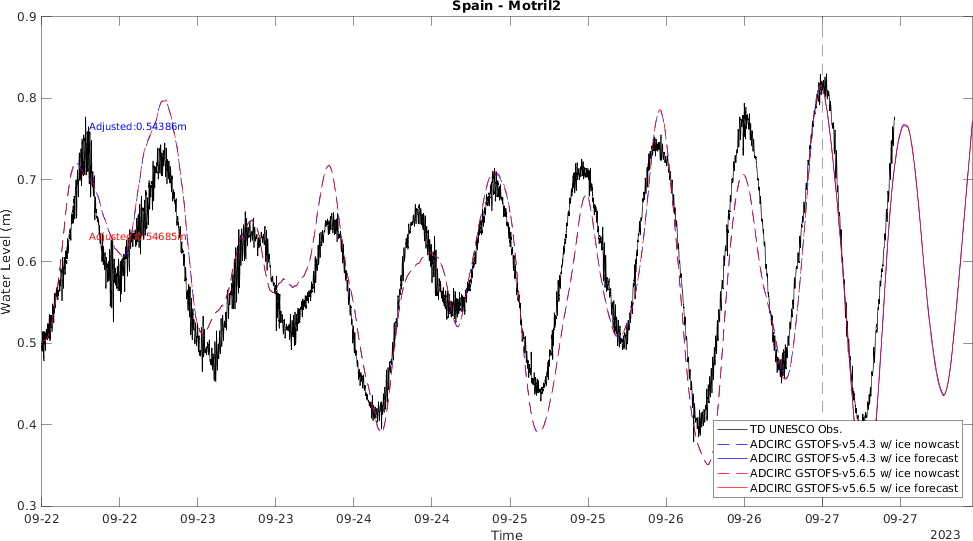 Spain - Motril2
0.9
0.8
0.7
0.6
0.5
0.4
0.3
Water Level (m)
Adjusted:0.54386m
Adjusted:0.54685m
TD UNESCO Obs.
ADCIRC GSTOFS-v5.4.3 w/ ice nowcast
ADCIRC GSTOFS-v5.4.3 w/ ice forecast
ADCIRC GSTOFS-v5.6.5 w/ ice nowcast
ADCIRC GSTOFS-v5.6.5 w/ ice forecast
09-22 09-22 09-23 09-23 09-24 09-24 09-25 09-25 09-26 09-26 09-27 09-27
Time
2023